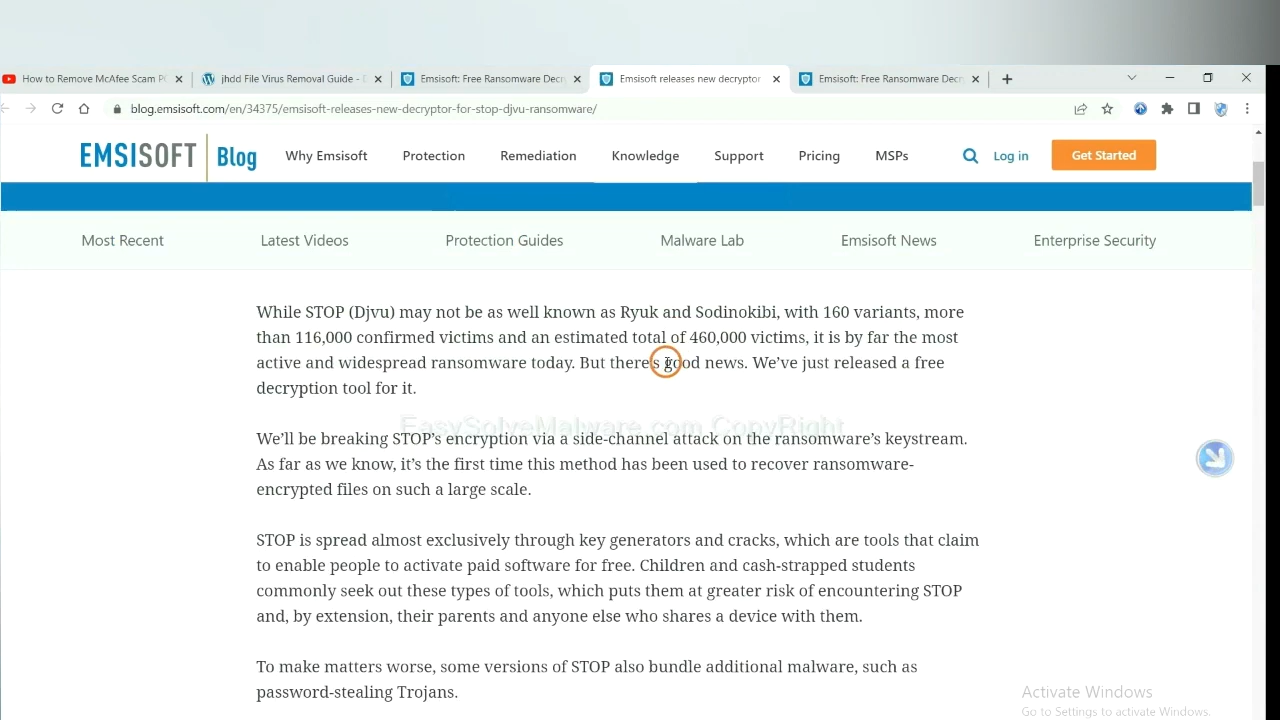 How to Remove McAfee Scam P
jhdd File Virus Removal Guide -
Emsisoft: Free Ransomware Decr
Emsisoft releases new decryptor
Emsisoft: Free Ransomware Decr
blog.emsisoft.com/en/34375/emsisoft-releases-new-decryptor-for-stop-djvu-ransomware/
EMSISOFT Blog Why Emsisoft Protection Remediation Knowledge Support Pricing MSPs Log in Get Started
Most Recent Latest Videos Protection Guides Malware Lab Emsisoft News Enterprise Security
While STOP (Djvu) may not be as well known as Ryuk and Sodinokibi, with 160 variants, more
than 116,000 confirmed victims and an estimated total of 460,000 victims, it is by far the most
active and widespread ransomware today. But there's good news. We've just released a free
decryption tool for it.
EasySolveMalware.com CopyRight
We'll be breaking STOP's encryption via a side-channel attack on the ransomware's keystream.
As far as we know, it's the first time this method has been used to recover ransomware-
encrypted files on such a large scale.
STOP is spread almost exclusively through key generators and cracks, which are tools that claim
to enable people to activate paid software for free. Children and cash-strapped students
commonly seek out these types of tools, which puts them at greater risk of encountering STOP
and, by extension, their parents and anyone else who shares a device with them.
To make matters worse, some versions of STOP also bundle additional malware, such as
password-stealing Trojans.
Activate Windows
Go to Settings to activate Windows.